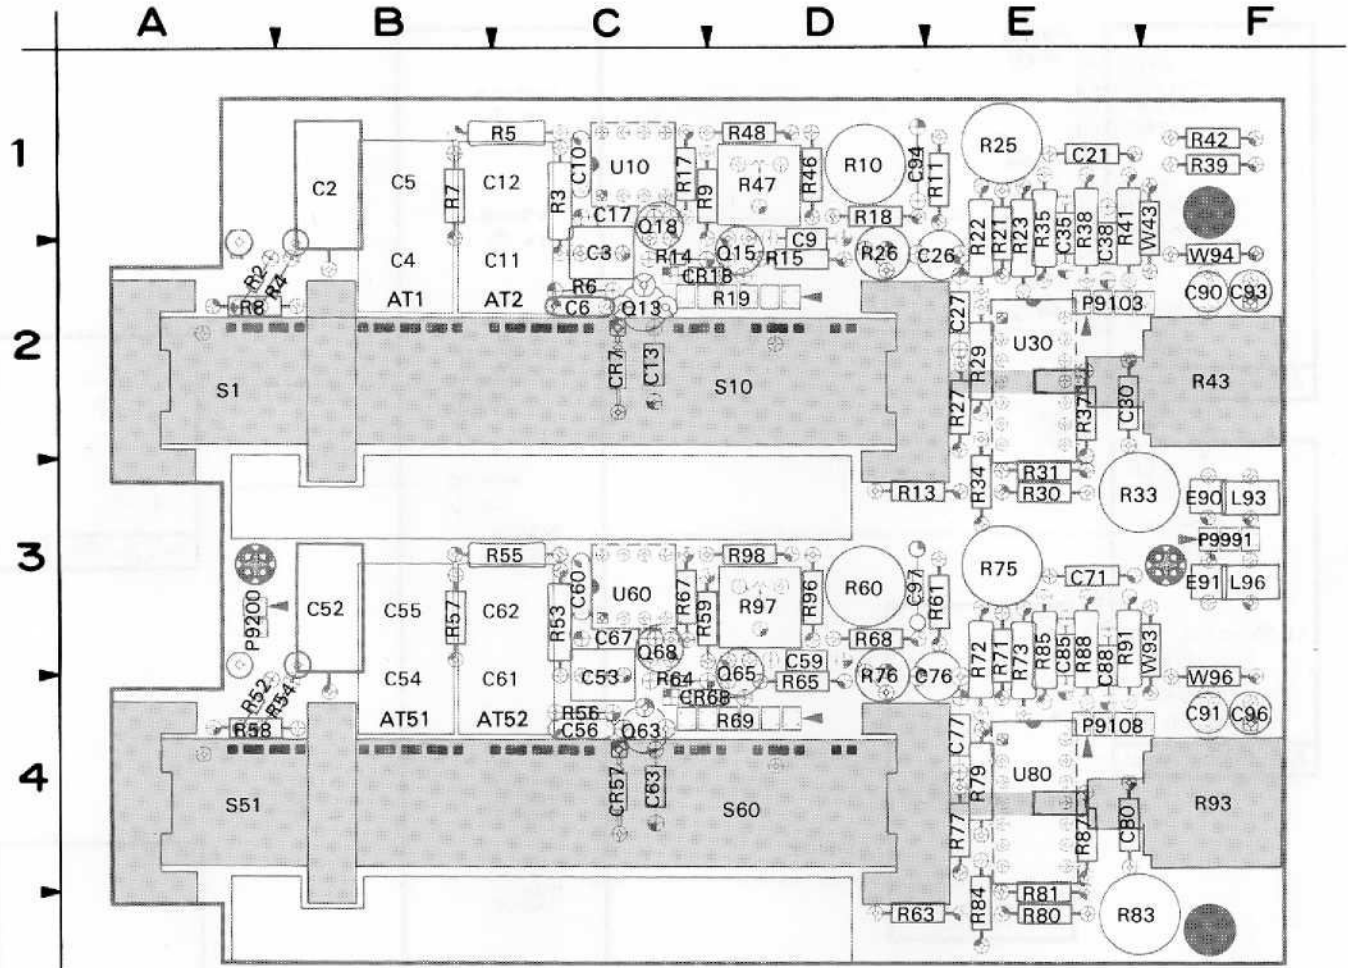 A B C D E F
1
R5 R48 R25 R42
C2 C5 R7 C12 R3 C10 U10 R17 R9 R47 R46 R10 C94 R11 C21 R39
C17 Q18 R18 R22 R21 R23 R35 C35 R38 C38 R41 W43
C4 C11 C3 R14 Q15 C9 R15 R26 C26 W94
R2 R4 CR18
R8 AT1 AT2 R6 C6 Q13 R19 C27 P9103 C90 C93
2
S1 CR7 C13 S10 R29 R27 U30 R37 C30 R43
R13 R34 R31 R30 R33 E90 L93
3
P9991
R55 R98 R75 C71
P9200 C52 C55 R57 C62 R53 C60 U60 R67 R59 R97 R96 R60 C97 R61 E91 L96
C67 Q68 R68 R72 R71 R73 R85 C85 R88 C88 R91 W93
C54 C61 C53 R64 Q65 C59 R65 R76 C76 W96
R52 R54 CR68
R58 AT51 AT52 R56 C56 Q63 R69 C77 P9108 C91 C96
4
S51 CR57 C63 S60 R79 R77 U80 R87 C80 R93
R63 R84 R81 R80 R83